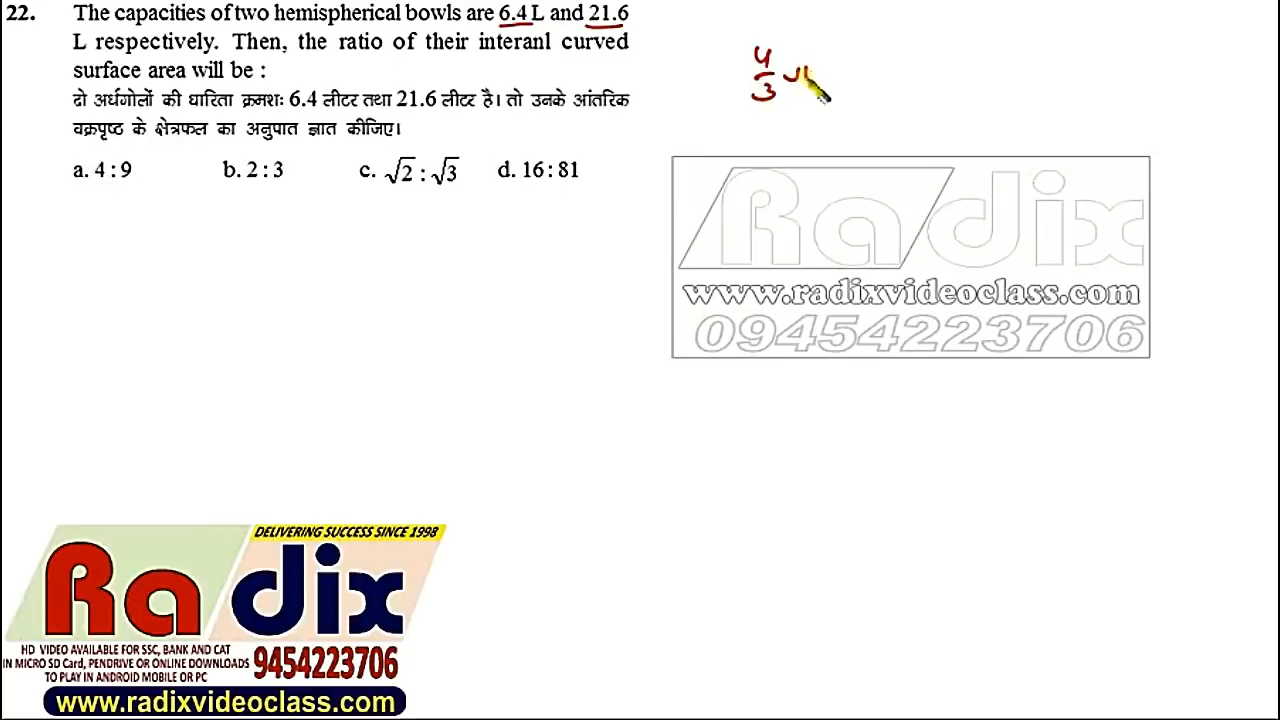 22. The capacities of two hemispherical bowls are 6.4 L and 21.6
L respectively. Then, the ratio of their interanl curved
surface area will be :
दो अर्धगोलों की धारिता क्रमशः 6.4 लीटर तथा 21.6 लीटर है। तो उनके आंतरिक
वक्रपृष्ठ के क्षेत्रफल का अनुपात ज्ञात कीजिए।
a. 4 : 9 b. 2 : 3 c. √2 : √3 d. 16 : 81
4/3
Radix
www.radixvideoclass.com
09454223706
DELIVERING SUCCESS SINCE 1998
Radix
HD VIDEO AVAILABLE FOR SSC, BANK AND CAT
IN MICRO SD Card, PENDRIVE OR ONLINE DOWNLOADS
TO PLAY IN ANDROID MOBILE OR PC
9454223706
www.radixvideoclass.com